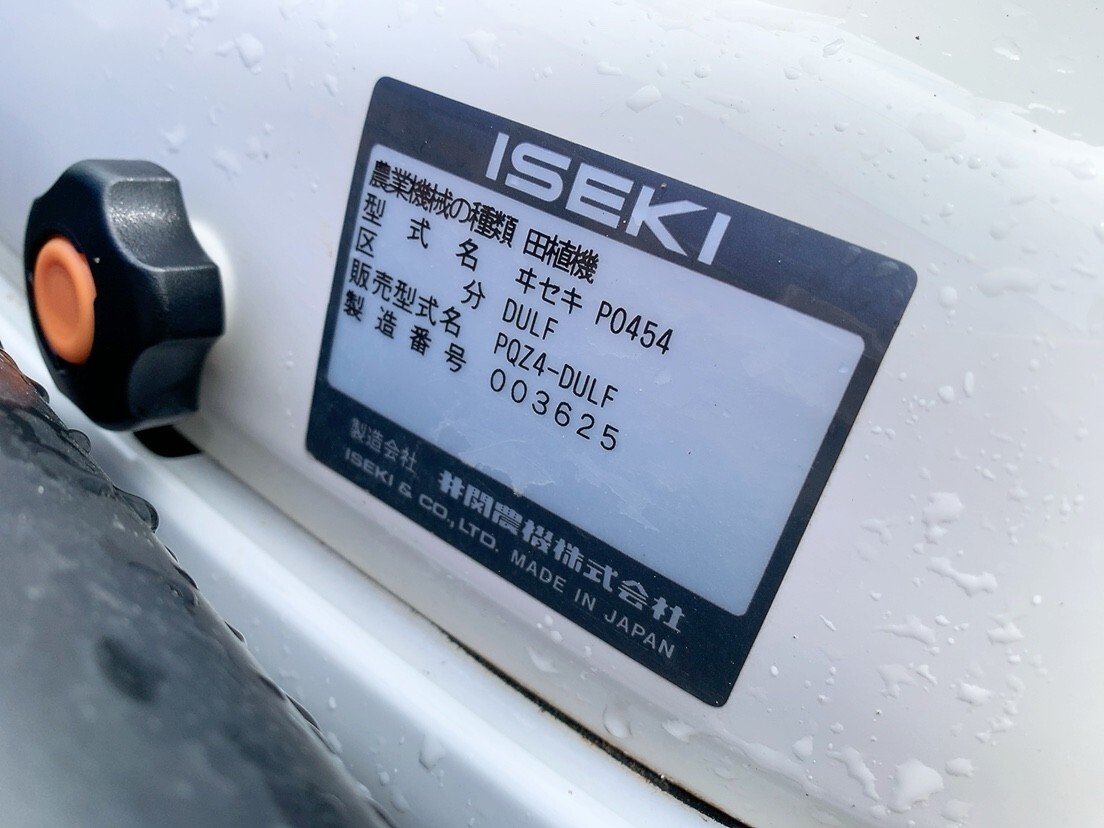 ISEKI
農業機械の種類 田植機
型式名 ヰセキ PO454
区分 DULF
販売型式名 PQZ4-DULF
製造番号 003625
製造会社 井関農機株式会社
ISEKI & CO.,LTD. MADE IN JAPAN